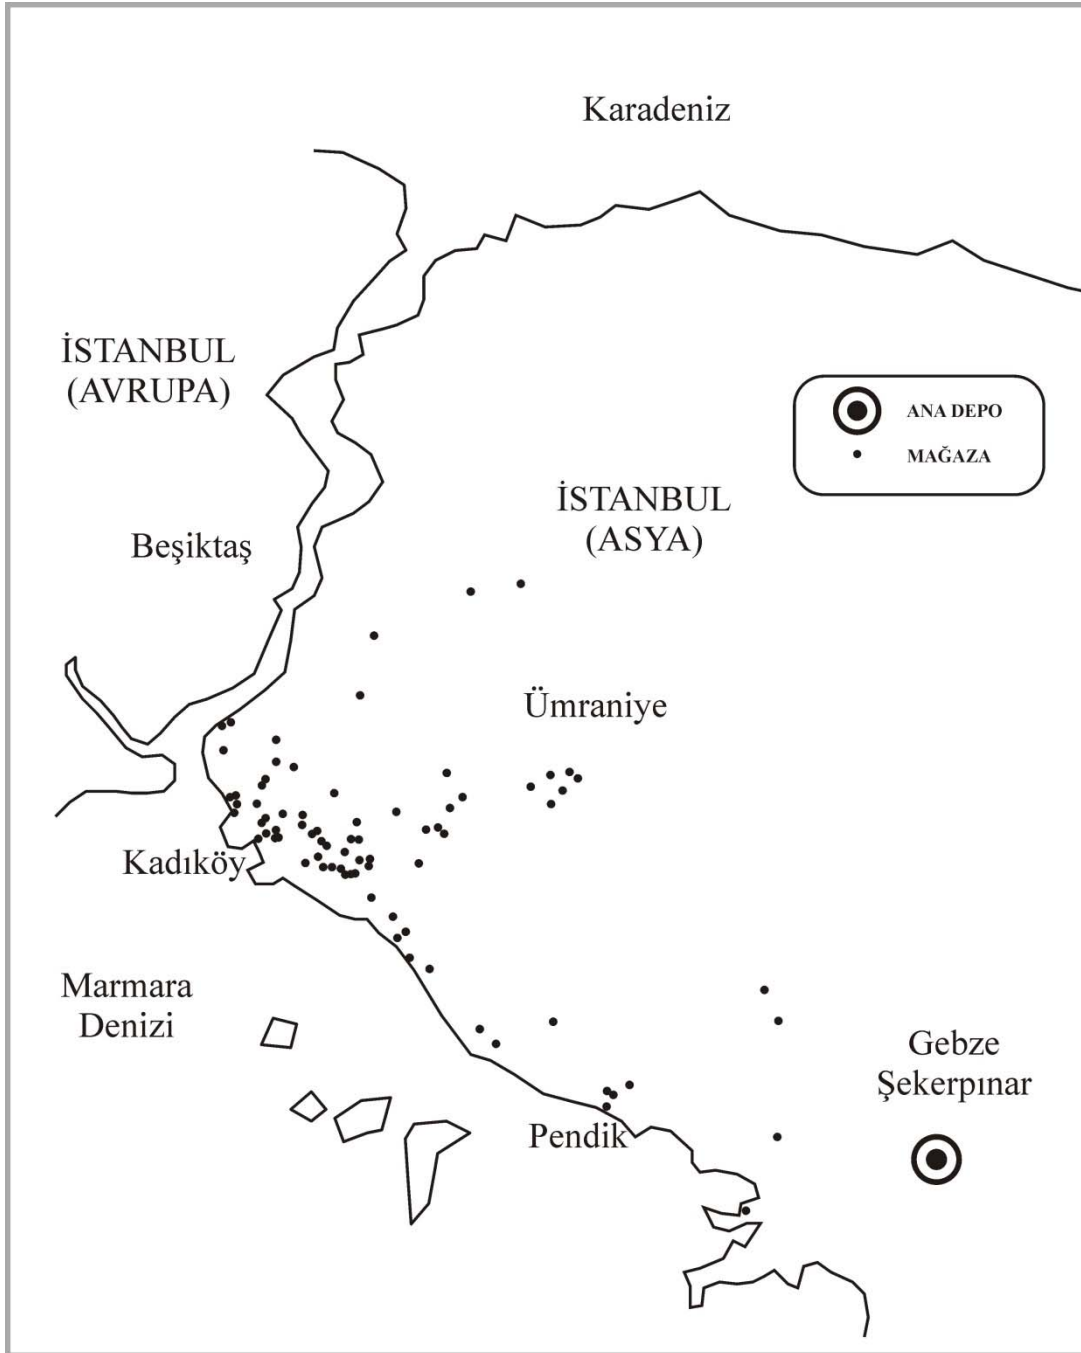 Karadeniz
İSTANBUL
(AVRUPA)
ANA DEPO
MAĞAZA
İSTANBUL
(ASYA)
Beşiktaş
Ümraniye
Kadıköy
Marmara
Denizi
Gebze
Şekerpınar
Pendik